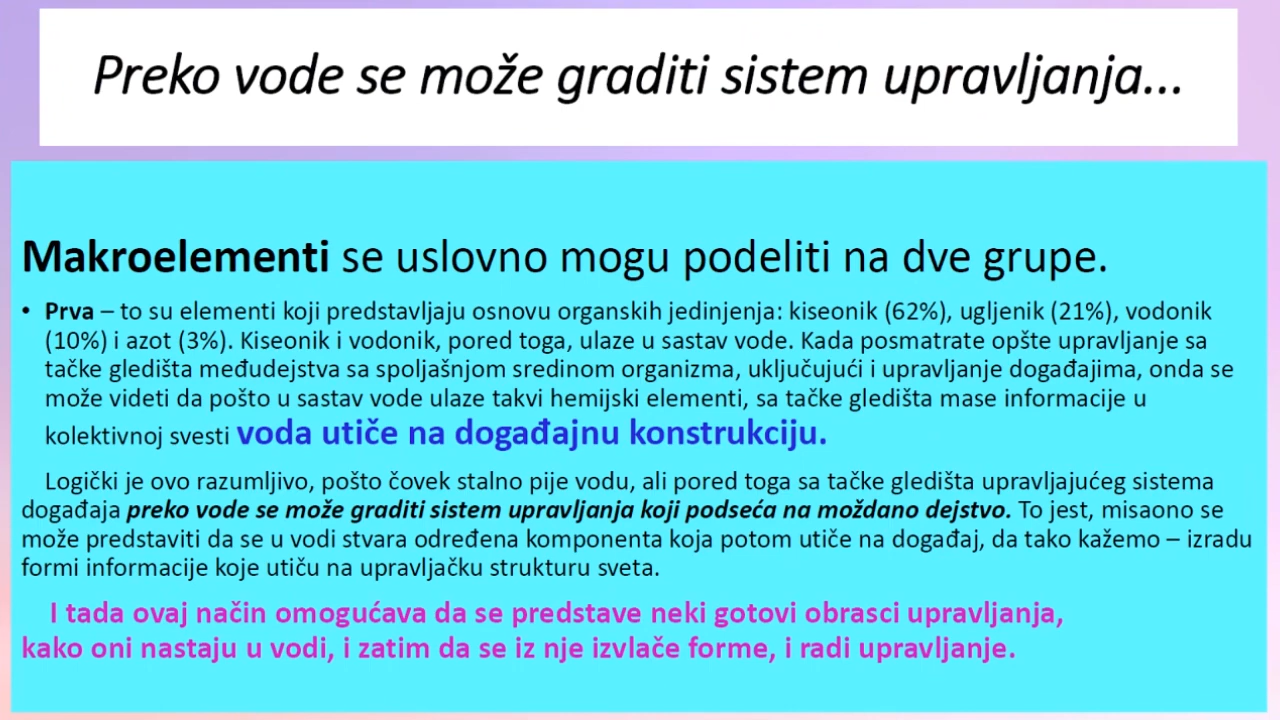 Preko vode se može graditi sistem upravljanja...
Makroelementi se uslovno mogu podeliti na dve grupe.
• Prva – to su elementi koji predstavljaju osnovu organskih jedinjenja: kiseonik (62%), ugljenik (21%), vodonik
(10%) i azot (3%). Kiseonik i vodonik, pored toga, ulaze u sastav vode. Kada posmatrate opšte upravljanje sa
tačke gledišta međudejstva sa spoljašnjom sredinom organizma, uključujući i upravljanje događajima, onda se
može videti da pošto u sastav vode ulaze takvi hemijski elementi, sa tačke gledišta mase informacije u
kolektivnoj svesti voda utiče na događajnu konstrukciju.
Logički je ovo razumljivo, pošto čovek stalno pije vodu, ali pored toga sa tačke gledišta upravljajućeg sistema
događaja preko vode se može graditi sistem upravljanja koji podseća na moždano dejstvo. To jest, misaono se
može predstaviti da se u vodi stvara određena komponenta koja potom utiče na događaj, da tako kažemo – izradu
formi informacije koje utiču na upravljačku strukturu sveta.
I tada ovaj način omogućava da se predstave neki gotovi obrasci upravljanja,
kako oni nastaju u vodi, i zatim da se iz nje izvlače forme, i radi upravljanje.